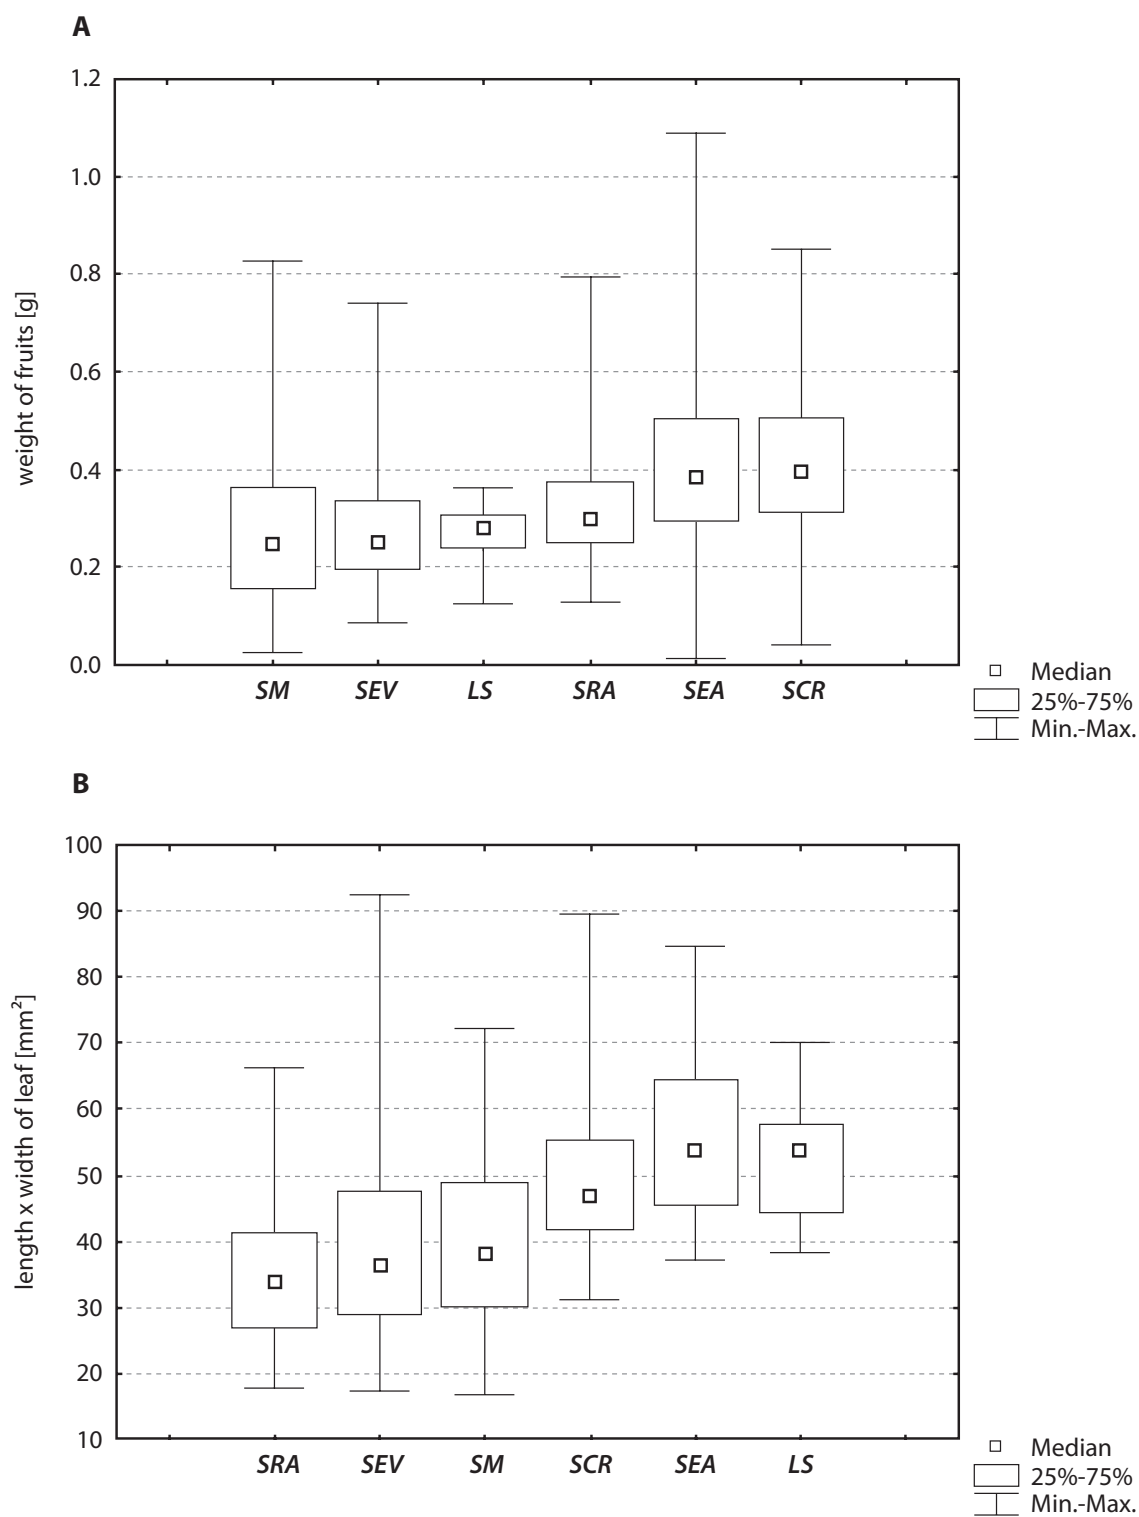 A
1.2
1.0
0.8
0.6
0.4
0.2
0.0
weight of fruits [g]
SM SEV LS SRA SEA SCR
Median
25%-75%
Min.-Max.
B
100
90
80
70
60
50
40
30
20
10
length x width of leaf [mm²]
SRA SEV SM SCR SEA LS
Median
25%-75%
Min.-Max.